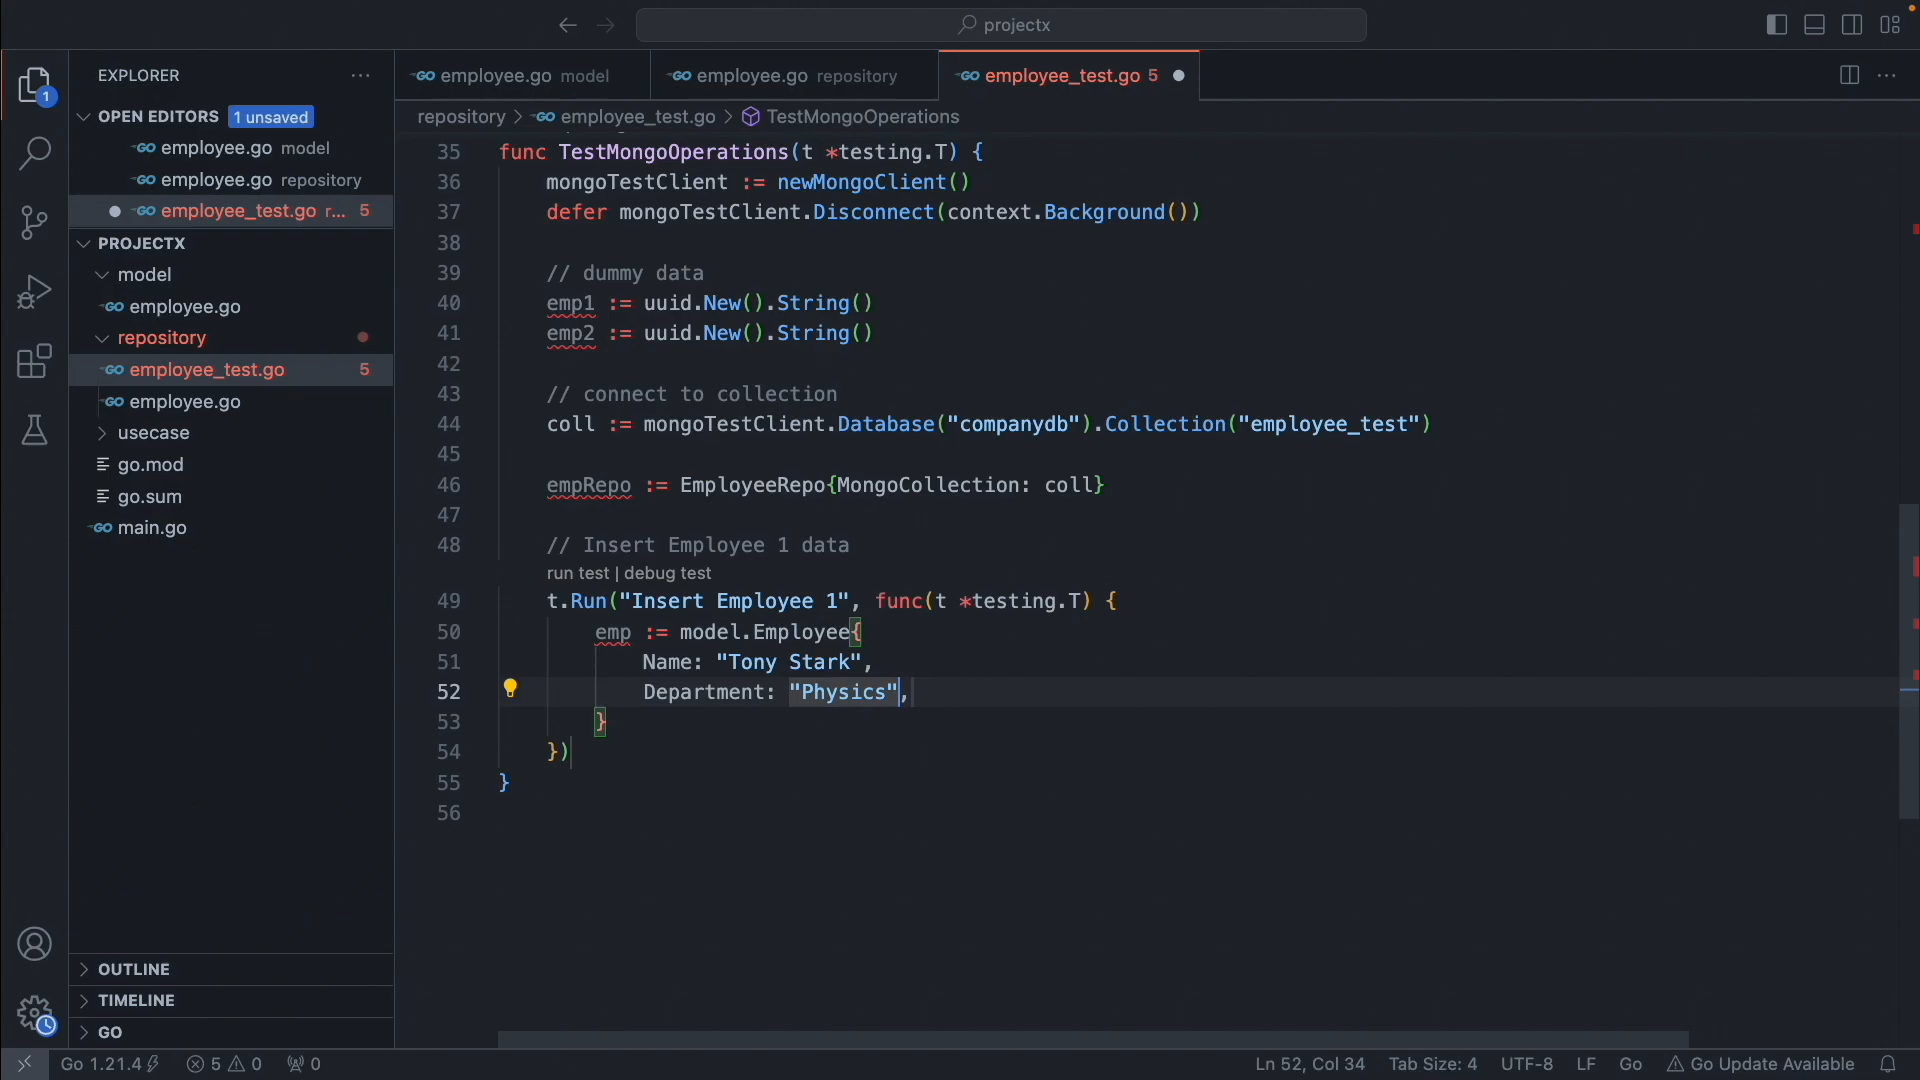 projectx
EXPLORER
OPEN EDITORS 1 unsaved
employee.go model
employee.go repository
employee_test.go r... 5
PROJECTX
model
employee.go
repository
employee_test.go 5
employee.go
usecase
go.mod
go.sum
main.go
OUTLINE
TIMELINE
GO
1
employee.go model
employee.go repository
employee_test.go 5
repository > employee_test.go > TestMongoOperations
35 func TestMongoOperations(t *testing.T) {
36 mongoTestClient := newMongoClient()
37 defer mongoTestClient.Disconnect(context.Background())
38
39 // dummy data
40 emp1 := uuid.New().String()
41 emp2 := uuid.New().String()
42
43 // connect to collection
44 coll := mongoTestClient.Database("companydb").Collection("employee_test")
45
46 empRepo := EmployeeRepo{MongoCollection: coll}
47
48 // Insert Employee 1 data
run test | debug test
49 t.Run("Insert Employee 1", func(t *testing.T) {
50 emp := model.Employee{
51 Name: "Tony Stark",
52 Department: "Physics",
53 }
54 })
55 }
56
Go 1.21.4 5 0 0
Ln 52, Col 34 Tab Size: 4 UTF-8 LF Go Go Update Available